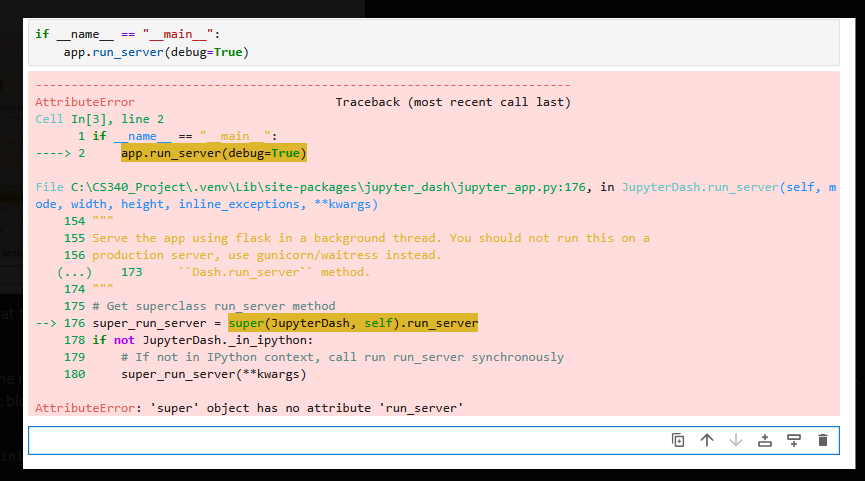 if __name__ == "__main__":
    app.run_server(debug=True)
---------------------------------------------------------------------------
AttributeError                            Traceback (most recent call last)
Cell In[3], line 2
      1 if __name__ == "__main__":
----> 2     app.run_server(debug=True)
File C:\CS340_Project\.venv\Lib\site-packages\jupyter_dash\jupyter_app.py:176, in JupyterDash.run_server(self, m
ode, width, height, inline_exceptions, **kwargs)
    154 """
    155 Serve the app using flask in a background thread. You should not run this on a
    156 production server, use gunicorn/waitress instead.
   (...)    173     ``Dash.run_server`` method.
    174 """
    175 # Get superclass run_server method
--> 176 super_run_server = super(JupyterDash, self).run_server
    178 if not JupyterDash._in_ipython:
    179     # If not in IPython context, call run run_server synchronously
    180     super_run_server(**kwargs)
AttributeError: 'super' object has no attribute 'run_server'